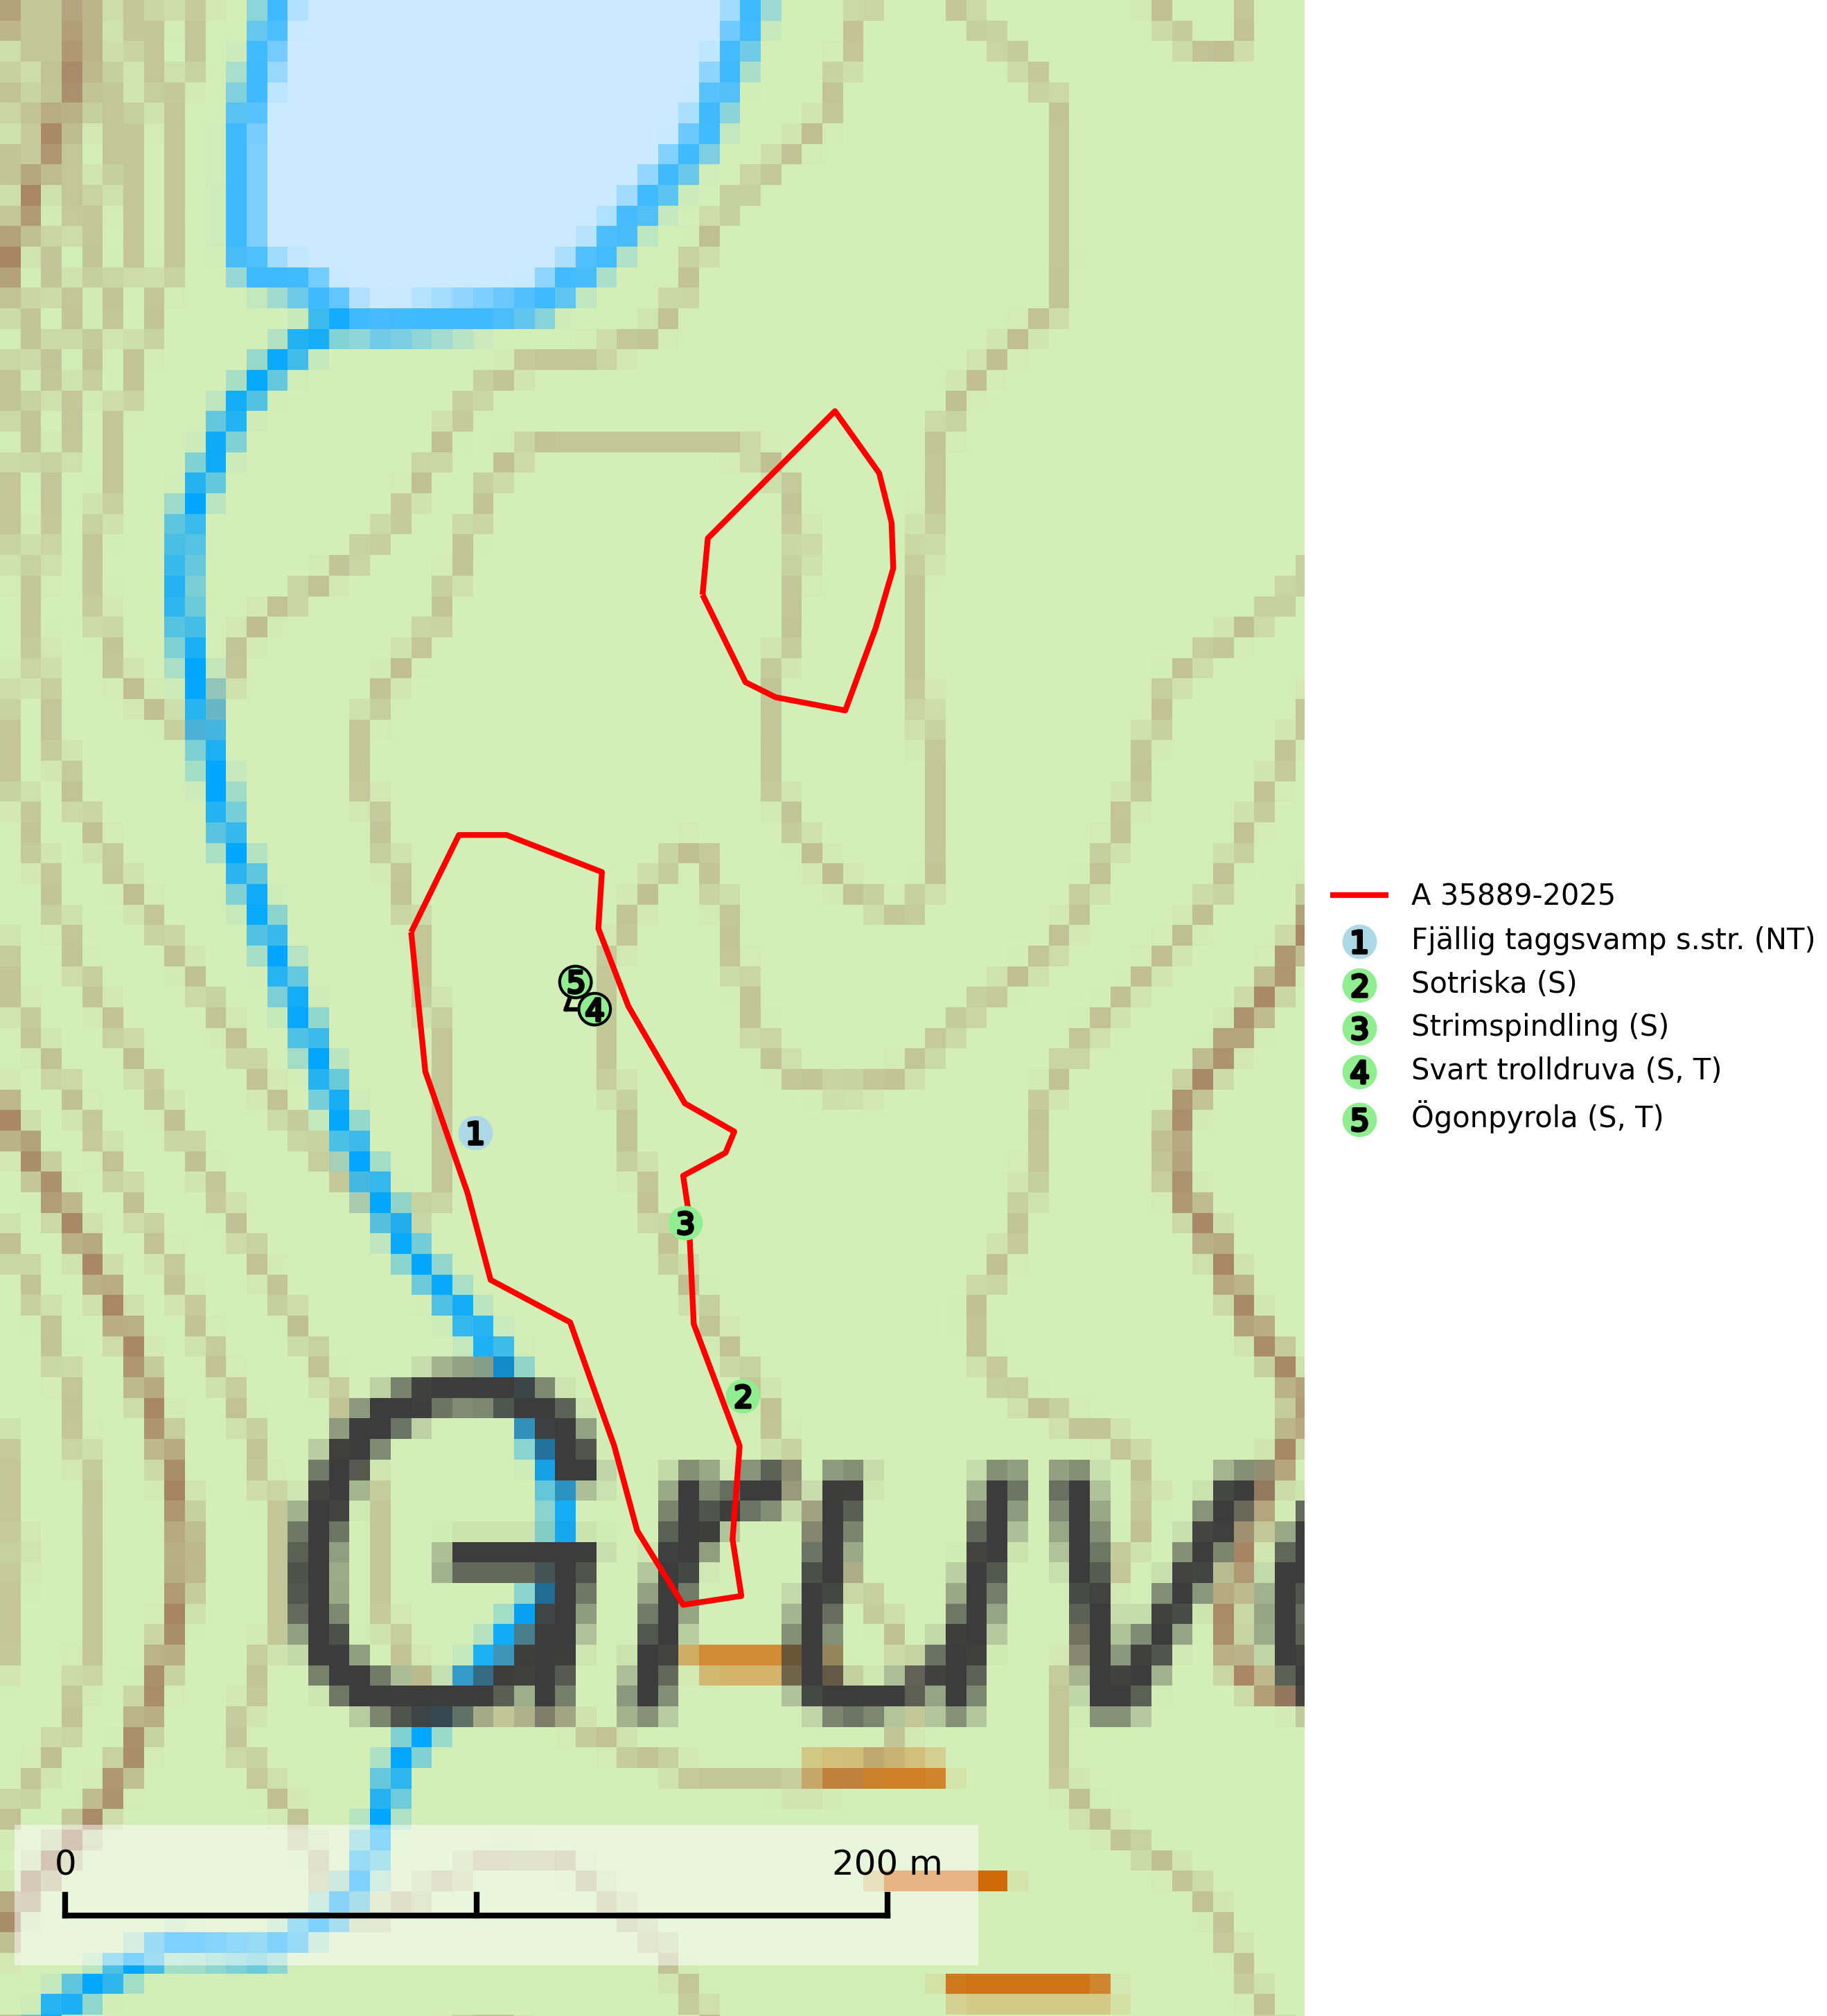 5
4
1
3
2
0 200 m
A 35889-2025
1 Fjällig taggsvamp s.str. (NT)
2 Sotriska (S)
3 Strimspindling (S)
4 Svart trolldruva (S, T)
5 Ögonpyrola (S, T)